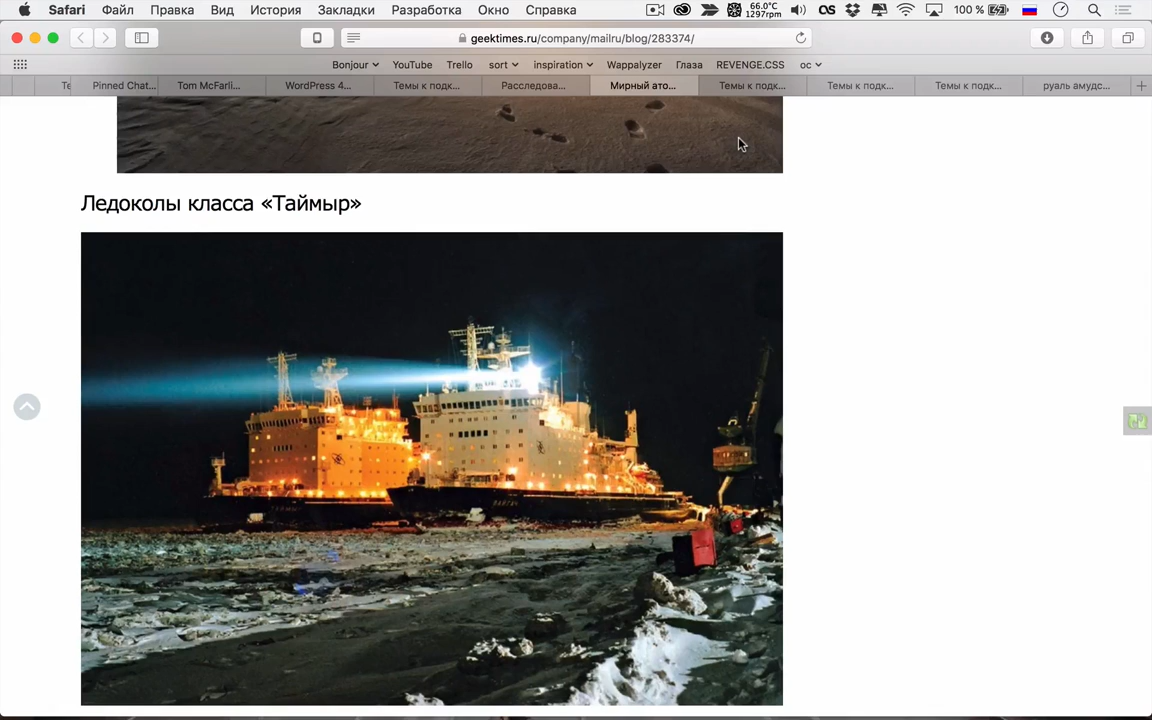 Safari Файл Правка Вид История Закладки Разработка Окно Справка
66.0°C
1297rpm
100 %
geektimes.ru/company/mailru/blog/283374/
Bonjour YouTube Trello sort inspiration Wappalyzer Глаза REVENGE.CSS ос
Те Pinned Chat... Tom McFarli... WordPress 4... Темы к подк... Расследова... Мирный ато... Темы к подк... Темы к подк... Темы к подк... руаль амудс...
Ледоколы класса «Таймыр»